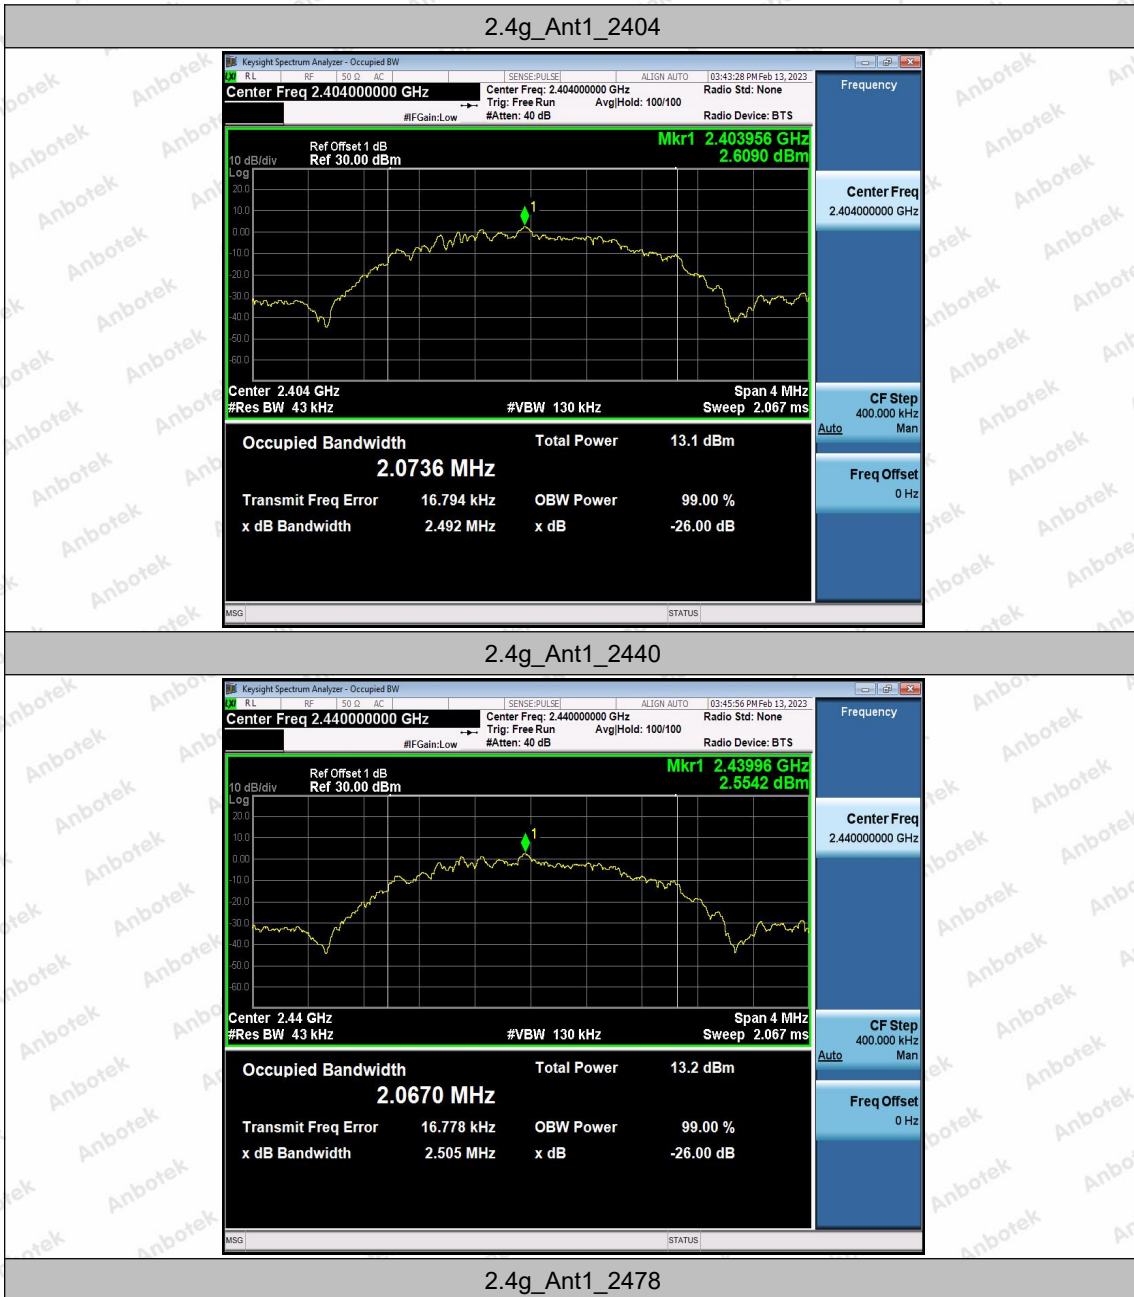 2.4g_Ant1_2404
Keysight Spectrum Analyzer - Occupied BW
LXI RL RF 50 Ω AC SENSE:PULSE ALIGN AUTO 03:43:28 PM Feb 13, 2023
Center Freq 2.404000000 GHz
Center Freq: 2.404000000 GHz Radio Std: None
Trig: Free Run Avg|Hold: 100/100
#IFGain:Low #Atten: 40 dB Radio Device: BTS
Frequency
Mkr1 2.403956 GHz
2.6090 dBm
Ref Offset 1 dB
10 dB/div Ref 30.00 dBm
Log
20.0
10.0
0.00
-10.0
-20.0
-30.0
-40.0
-50.0
-60.0
1
Center Freq
2.404000000 GHz
Center 2.404 GHz Span 4 MHz
#Res BW 43 kHz #VBW 130 kHz Sweep 2.067 ms
CF Step
400.000 kHz
Auto Man
Occupied Bandwidth Total Power 13.1 dBm
2.0736 MHz
Freq Offset
0 Hz
Transmit Freq Error 16.794 kHz OBW Power 99.00 %
x dB Bandwidth 2.492 MHz x dB -26.00 dB
MSG STATUS
2.4g_Ant1_2440
Keysight Spectrum Analyzer - Occupied BW
LXI RL RF 50 Ω AC SENSE:PULSE ALIGN AUTO 03:45:56 PM Feb 13, 2023
Center Freq 2.440000000 GHz
Center Freq: 2.440000000 GHz Radio Std: None
Trig: Free Run Avg|Hold: 100/100
#IFGain:Low #Atten: 40 dB Radio Device: BTS
Frequency
Mkr1 2.43996 GHz
2.5542 dBm
Ref Offset 1 dB
10 dB/div Ref 30.00 dBm
Log
20.0
10.0
0.00
-10.0
-20.0
-30.0
-40.0
-50.0
-60.0
1
Center Freq
2.440000000 GHz
Center 2.44 GHz Span 4 MHz
#Res BW 43 kHz #VBW 130 kHz Sweep 2.067 ms
CF Step
400.000 kHz
Auto Man
Occupied Bandwidth Total Power 13.2 dBm
2.0670 MHz
Freq Offset
0 Hz
Transmit Freq Error 16.778 kHz OBW Power 99.00 %
x dB Bandwidth 2.505 MHz x dB -26.00 dB
MSG STATUS
2.4g_Ant1_2478